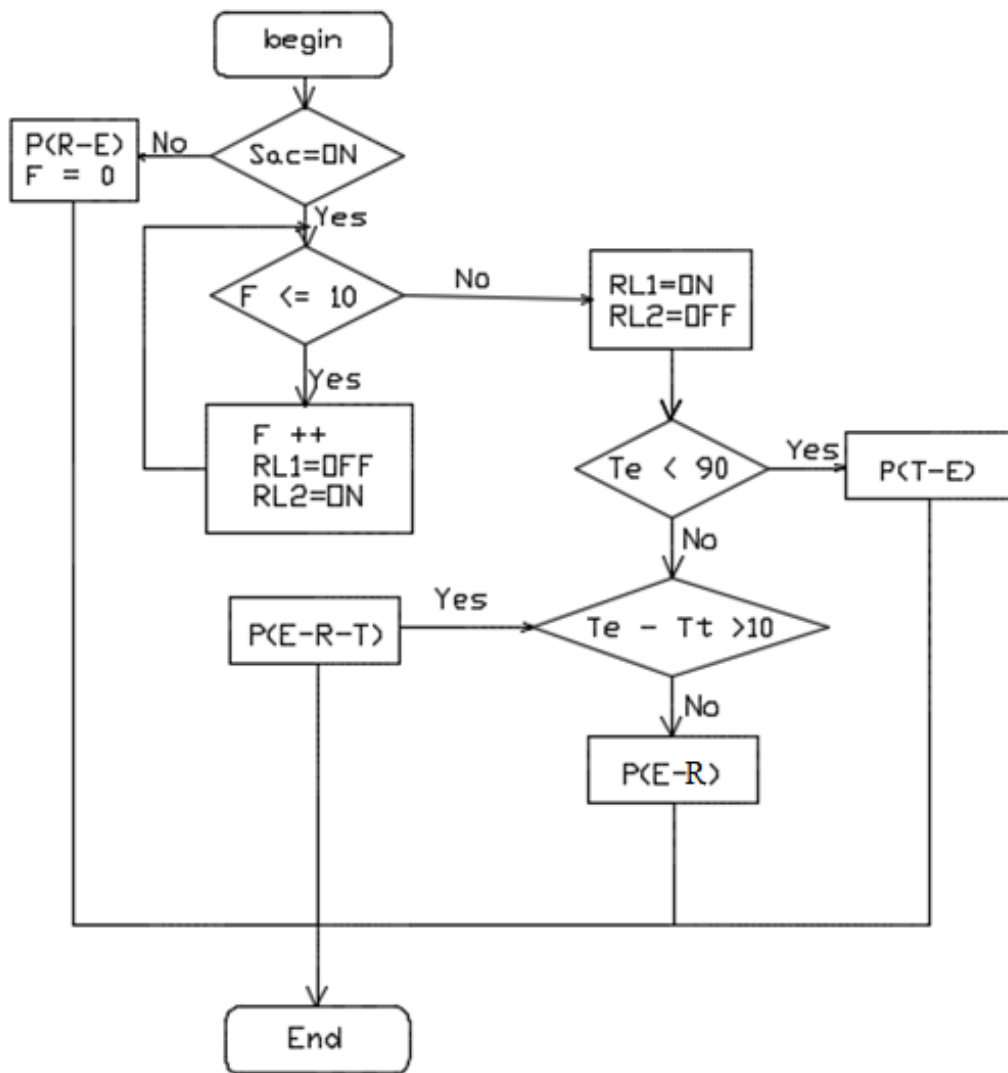 begin
P(R-E)
F = 0
No
Sac=ON
Yes
F <= 10
No
RL1=ON
RL2=OFF
Yes
F ++
RL1=OFF
RL2=ON
Te < 90
Yes
P(T-E)
No
P(E-R-T)
Yes
Te - Tt >10
No
P(E-R)
End